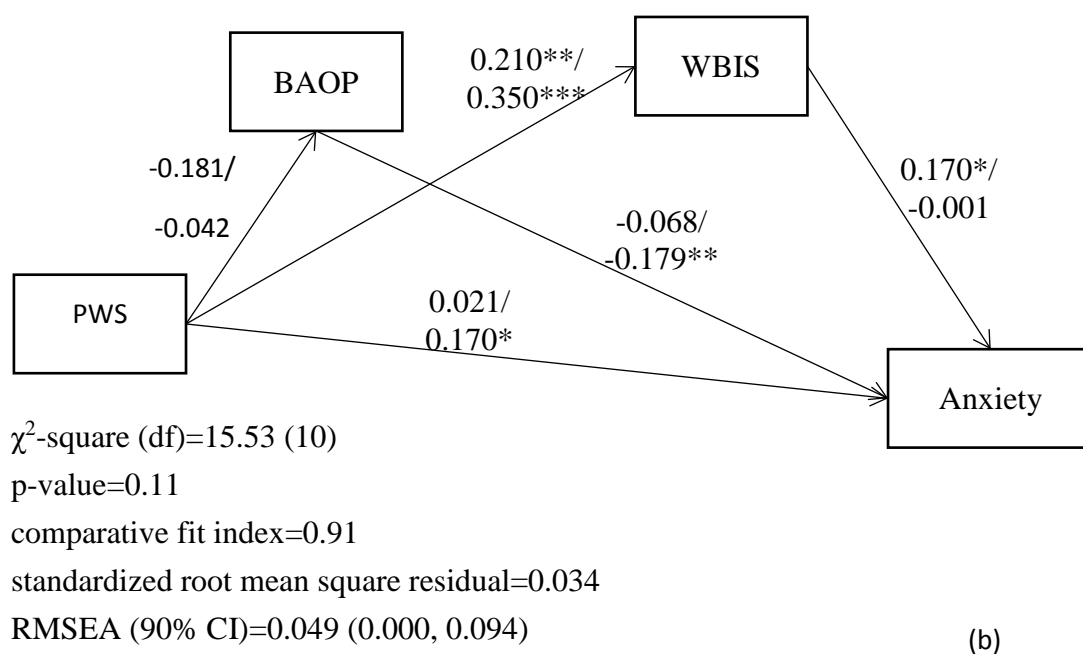 BAOP
0.210**/
0.350***
WBIS
-0.181/
-0.042
0.170*/
-0.001
-0.068/
-0.179**
PWS
0.021/
0.170*
Anxiety
χ²-square (df)=15.53 (10)
p-value=0.11
comparative fit index=0.91
standardized root mean square residual=0.034
RMSEA (90% CI)=0.049 (0.000, 0.094)
(b)